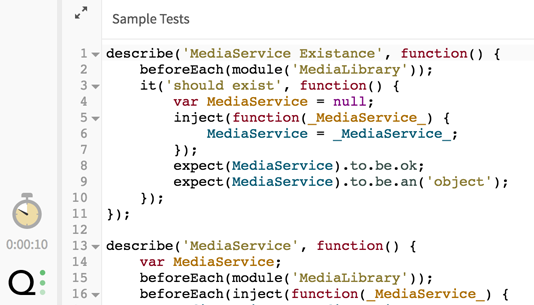 Sample Tests
1 describe('MediaService Existance', function() {
2 beforeEach(module('MediaLibrary'));
3 it('should exist', function() {
4 var MediaService = null;
5 inject(function(_MediaService_) {
6 MediaService = _MediaService_;
7 });
8 expect(MediaService).to.be.ok;
9 expect(MediaService).to.be.an('object');
10 });
11 });
12
13 describe('MediaService', function() {
14 var MediaService;
15 beforeEach(module('MediaLibrary'));
16 beforeEach(inject(function(_MediaService_) {
0:00:10
Q: